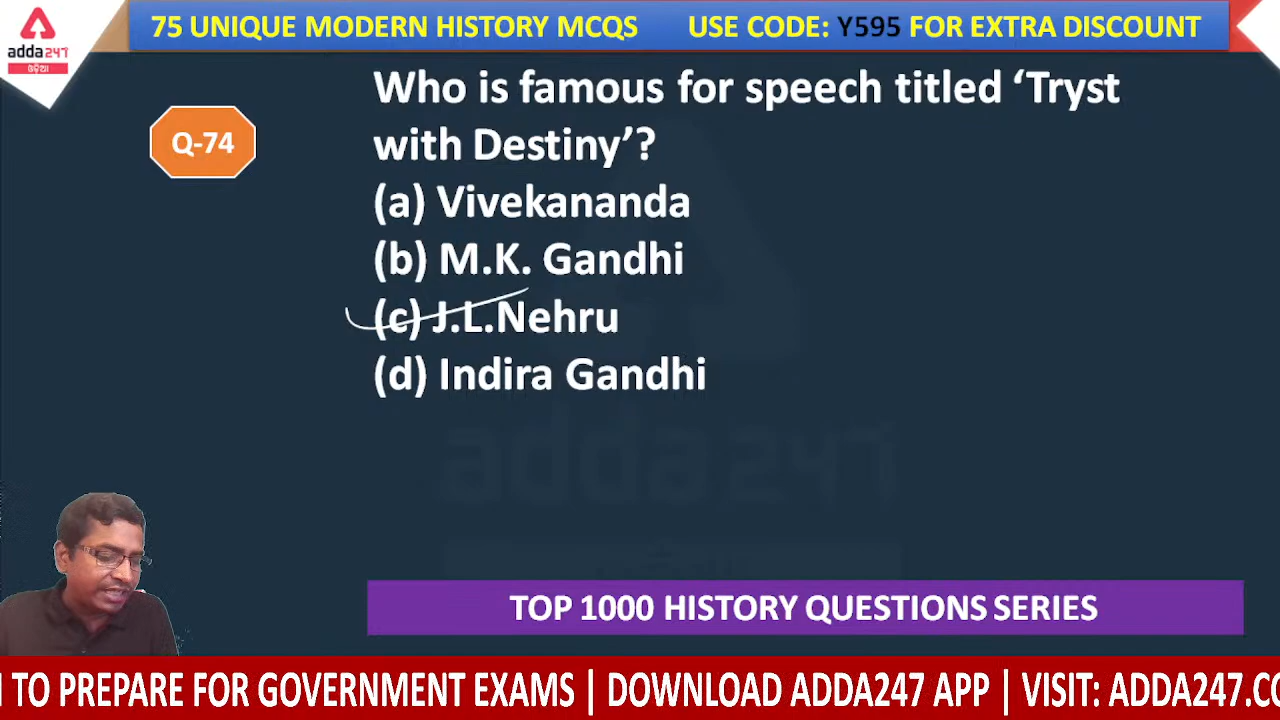 75 UNIQUE MODERN HISTORY MCQS
USE CODE: Y595 FOR EXTRA DISCOUNT
adda247
ଓଡ଼ିଆ
Q-74
Who is famous for speech titled ‘Tryst
with Destiny’?
(a) Vivekananda
(b) M.K. Gandhi
(c) J.L.Nehru
(d) Indira Gandhi
adda247
TOP 1000 HISTORY QUESTIONS SERIES
TO PREPARE FOR GOVERNMENT EXAMS | DOWNLOAD ADDA247 APP | VISIT: ADDA247.CO